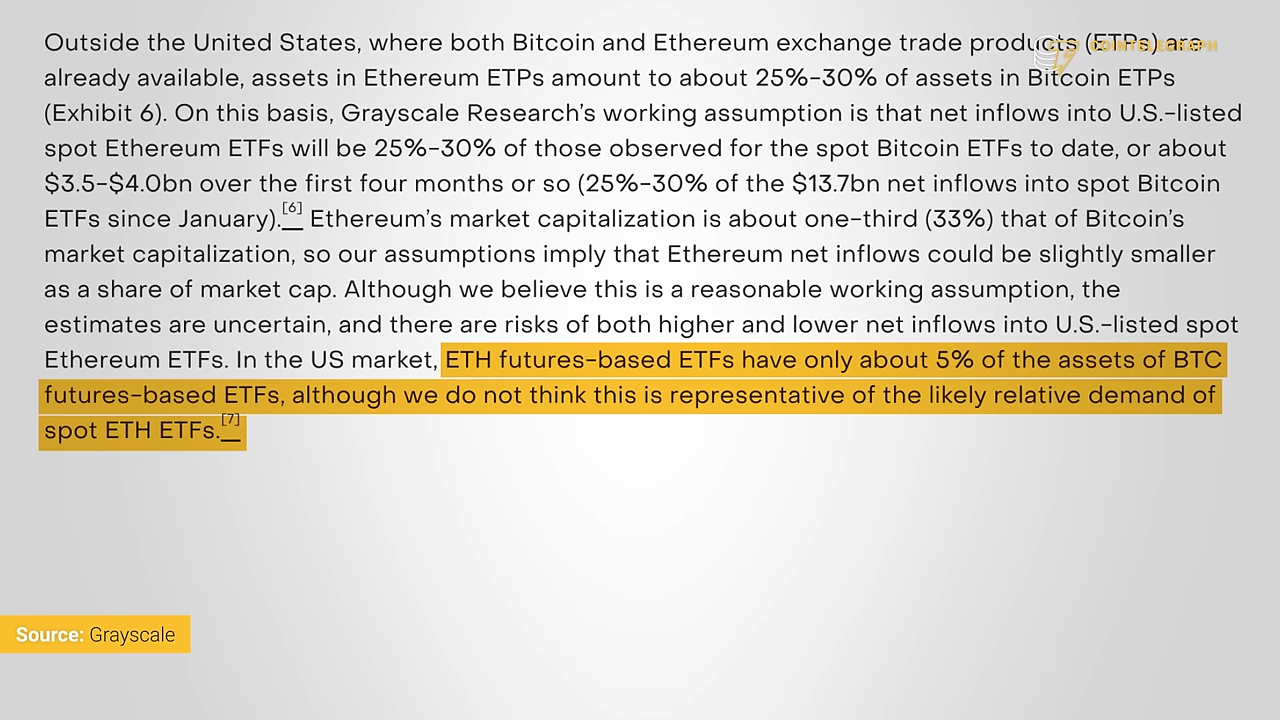 Outside the United States, where both Bitcoin and Ethereum exchange trade products (ETPs) are
COINTELEGRAPH
already available, assets in Ethereum ETPs amount to about 25%-30% of assets in Bitcoin ETPs
(Exhibit 6). On this basis, Grayscale Research's working assumption is that net inflows into U.S.-listed
spot Ethereum ETFs will be 25%-30% of those observed for the spot Bitcoin ETFs to date, or about
$3.5-$4.0bn over the first four months or so (25%-30% of the $13.7bn net inflows into spot Bitcoin
ETFs since January).[6] Ethereum's market capitalization is about one-third (33%) that of Bitcoin's
market capitalization, so our assumptions imply that Ethereum net inflows could be slightly smaller
as a share of market cap. Although we believe this is a reasonable working assumption, the
estimates are uncertain, and there are risks of both higher and lower net inflows into U.S.-listed spot
Ethereum ETFs. In the US market, ETH futures-based ETFs have only about 5% of the assets of BTC
futures-based ETFs, although we do not think this is representative of the likely relative demand of
spot ETH ETFs.[7]
Source: Grayscale